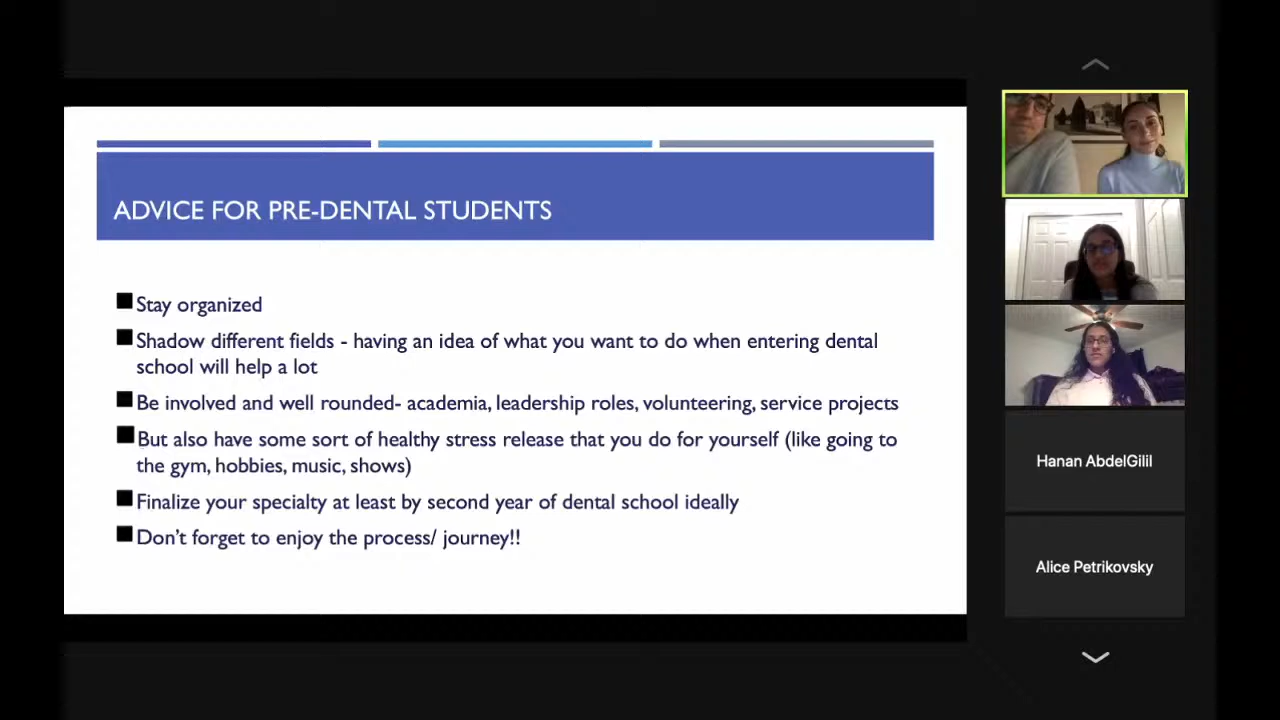 ADVICE FOR PRE-DENTAL STUDENTS
Stay organized
Shadow different fields - having an idea of what you want to do when entering dental
school will help a lot
Be involved and well rounded- academia, leadership roles, volunteering, service projects
But also have some sort of healthy stress release that you do for yourself (like going to
the gym, hobbies, music, shows)
Finalize your specialty at least by second year of dental school ideally
Don't forget to enjoy the process/ journey!!
Hanan AbdelGilil
Alice Petrikovsky